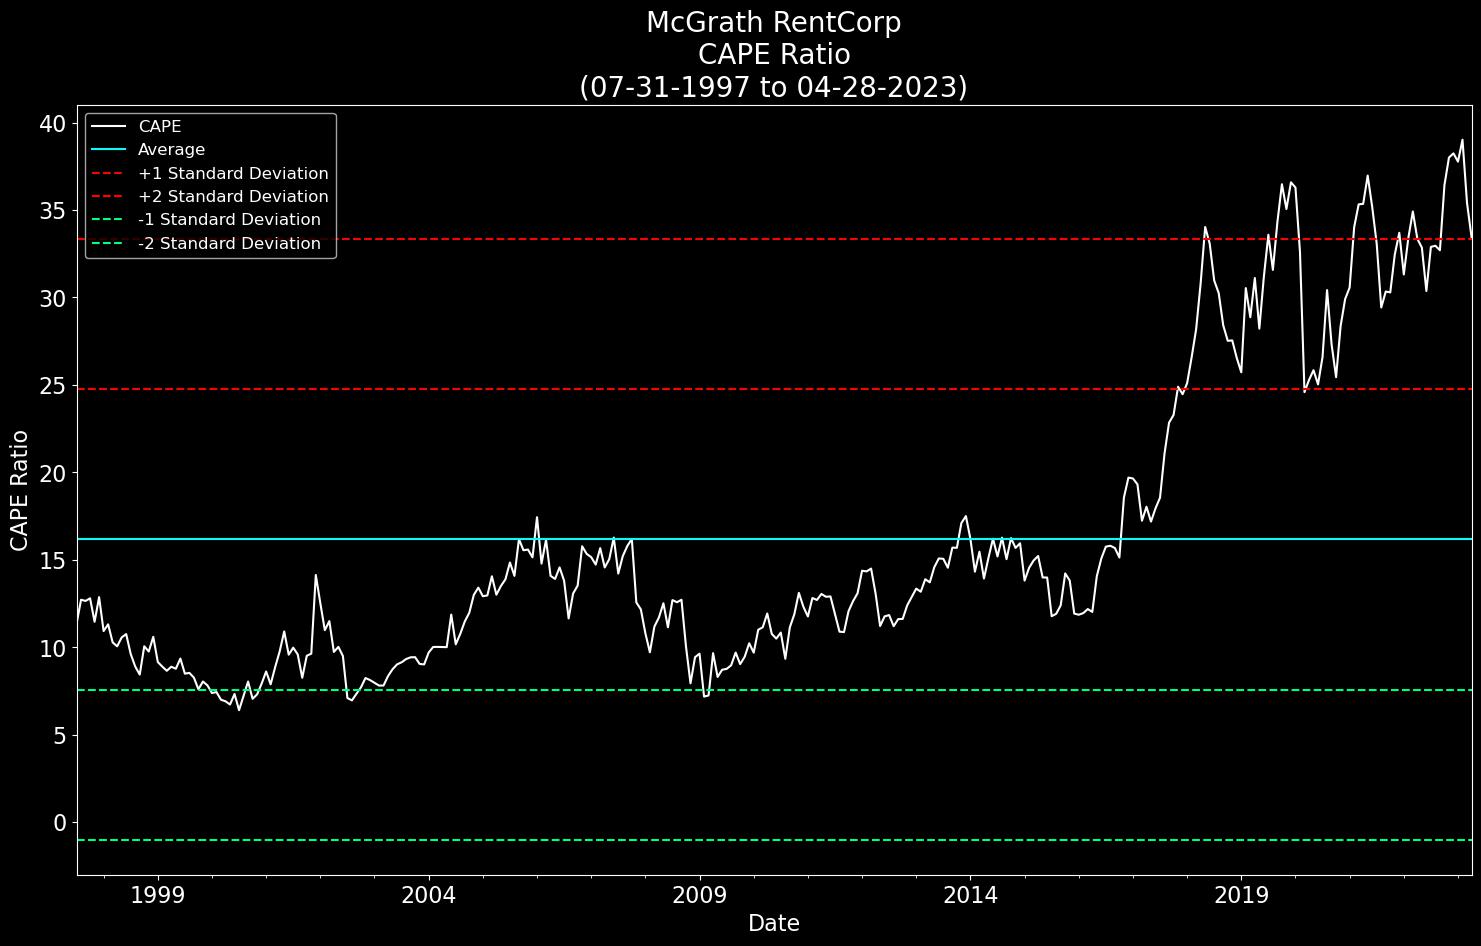 McGrath RentCorp
CAPE Ratio
(07-31-1997 to 04-28-2023)
CAPE
Average
+1 Standard Deviation
+2 Standard Deviation
-1 Standard Deviation
-2 Standard Deviation
40
35
30
25
20
15
10
5
0
CAPE Ratio
1999 2004 2009 2014 2019
Date